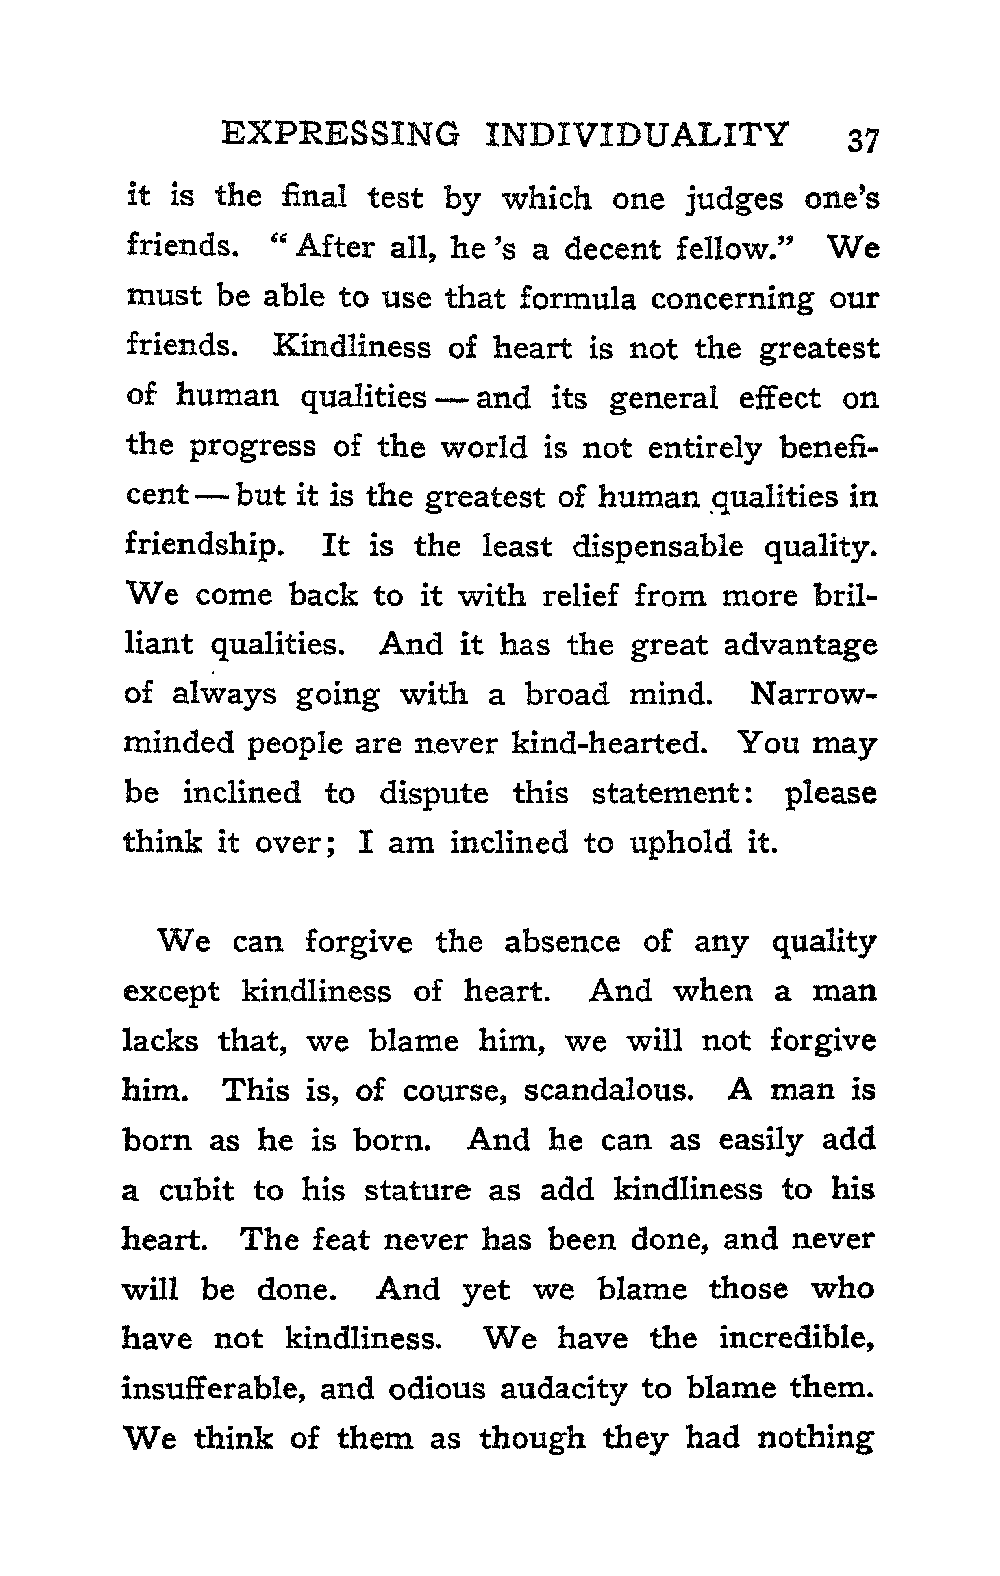 EXPRESSING INDIVIDUALITY 37
it is the final test by which one judges one's
friends. “After all, he 's a decent fellow.” We
must be able to use that formula concerning our
friends. Kindliness of heart is not the greatest
of human qualities — and its general effect on
the progress of the world is not entirely benefi-
cent — but it is the greatest of human qualities in
friendship. It is the least dispensable quality.
We come back to it with relief from more bril-
liant qualities. And it has the great advantage
of always going with a broad mind. Narrow-
minded people are never kind-hearted. You may
be inclined to dispute this statement: please
think it over; I am inclined to uphold it.
We can forgive the absence of any quality
except kindliness of heart. And when a man
lacks that, we blame him, we will not forgive
him. This is, of course, scandalous. A man is
born as he is born. And he can as easily add
a cubit to his stature as add kindliness to his
heart. The feat never has been done, and never
will be done. And yet we blame those who
have not kindliness. We have the incredible,
insufferable, and odious audacity to blame them.
We think of them as though they had nothing